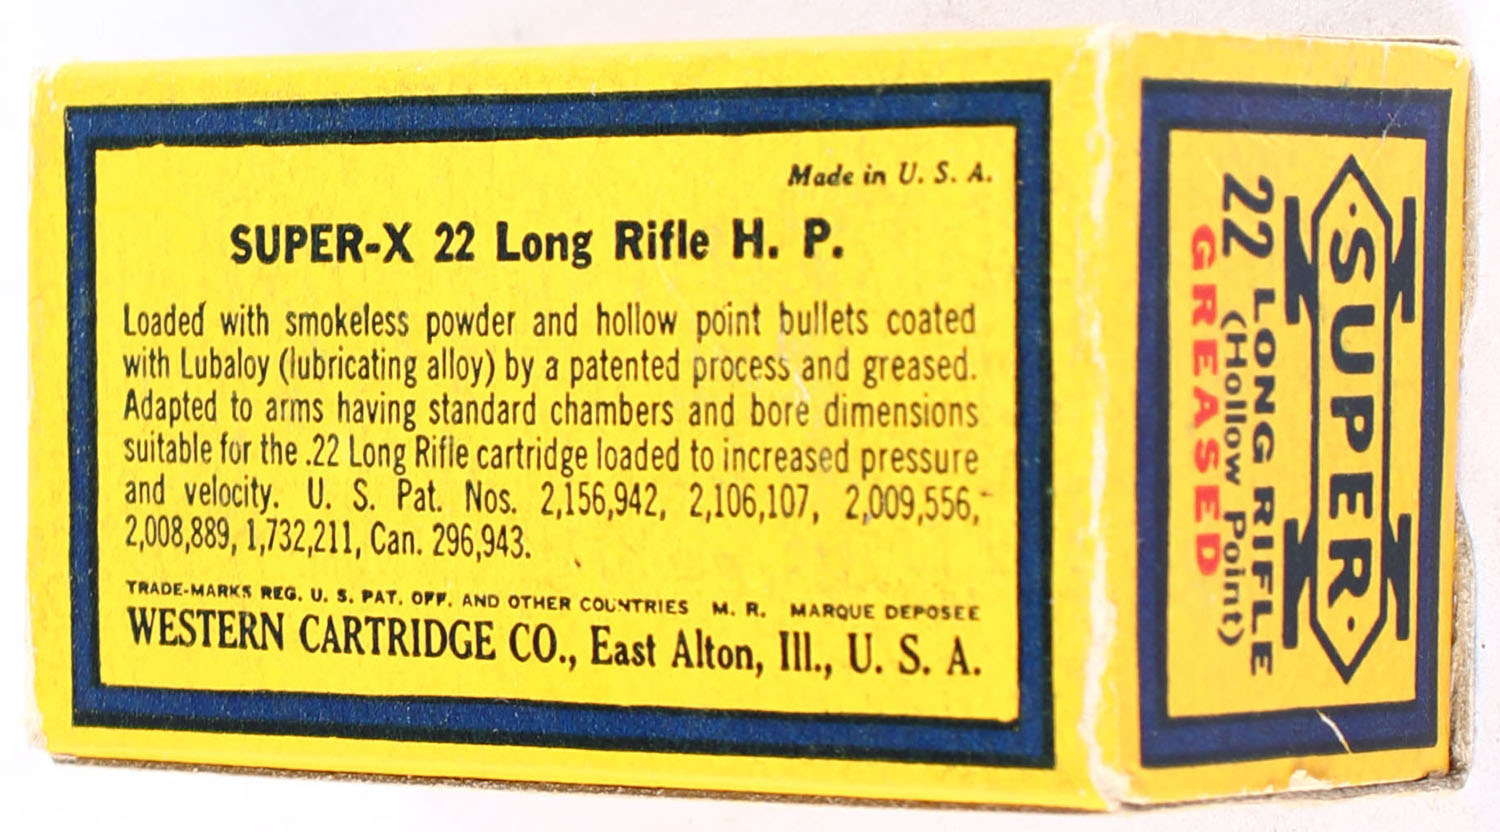 Made in U. S. A.
SUPER-X 22 Long Rifle H. P.
Loaded with smokeless powder and hollow point bullets coated
with Lubaloy (lubricating alloy) by a patented process and greased.
Adapted to arms having standard chambers and bore dimensions
suitable for the .22 Long Rifle cartridge loaded to increased pressure
and velocity. U. S. Pat. Nos. 2,156,942, 2,106,107, 2,009,556,
2,008,889, 1,732,211, Can. 296,943.
TRADE-MARKS REG. U. S. PAT. OFF. AND OTHER COUNTRIES M. R. MARQUE DEPOSEE
WESTERN CARTRIDGE CO., East Alton, Ill., U. S. A.
·SUPER·
X
22 LONG RIFLE
(Hollow Point)
GREASED